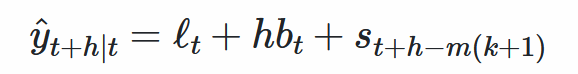 ŷ_{t+h|t} = ℓ_t + hb_t + s_{t+h−m(k+1)}